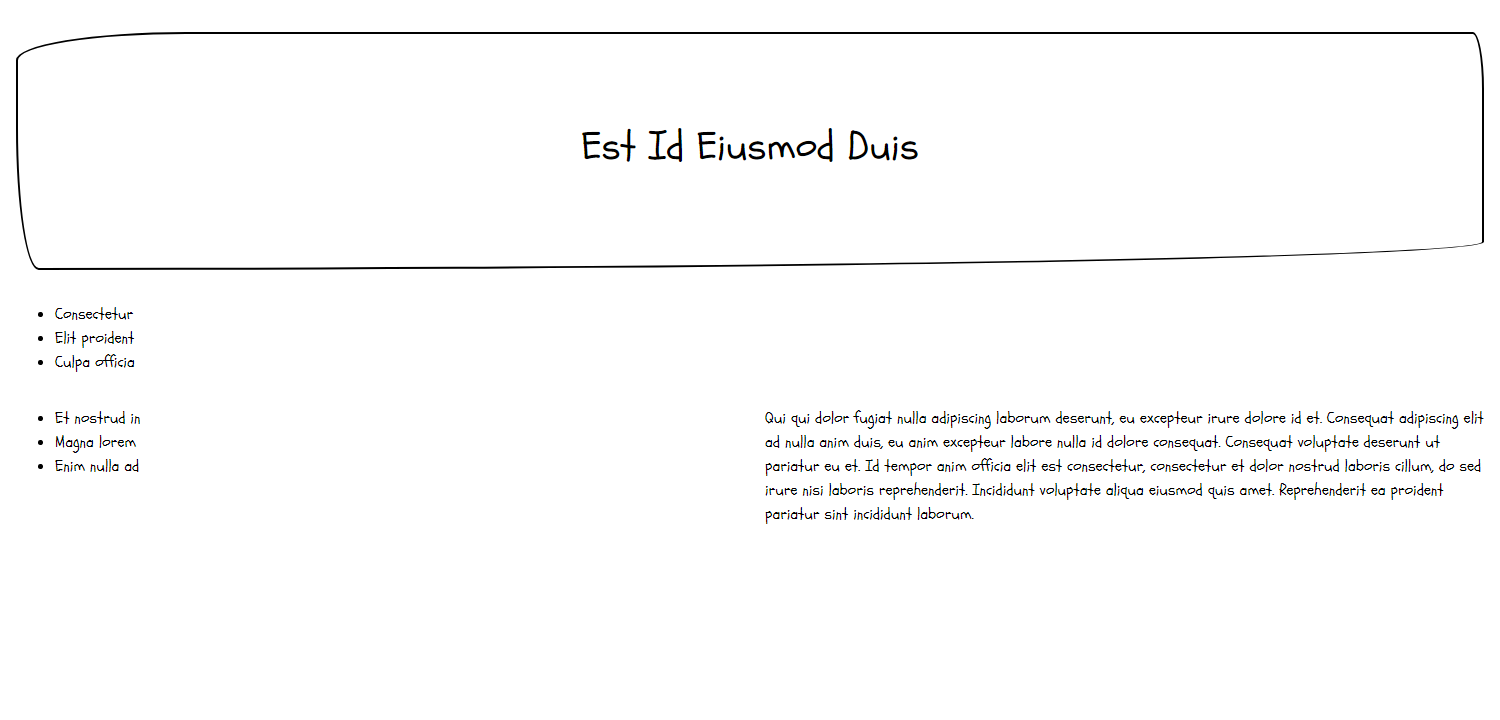 Est Id Eiusmod Duis
Consectetur
Elit proident
Culpa officia
Et nostrud in
Magna lorem
Enim nulla ad
Qui qui dolor fugiat nulla adipiscing laborum deserunt, eu excepteur irure dolore id et. Consequat adipiscing elit
ad nulla anim duis, eu anim excepteur labore nulla id dolore consequat. Consequat voluptate deserunt ut
pariatur eu et. Id tempor anim officia elit est consectetur, consectetur et dolor nostrud laboris cillum, do sed
irure nisi laboris reprehenderit. Incididunt voluptate aliqua eiusmod quis amet. Reprehenderit ea proident
pariatur sint incididunt laborum.